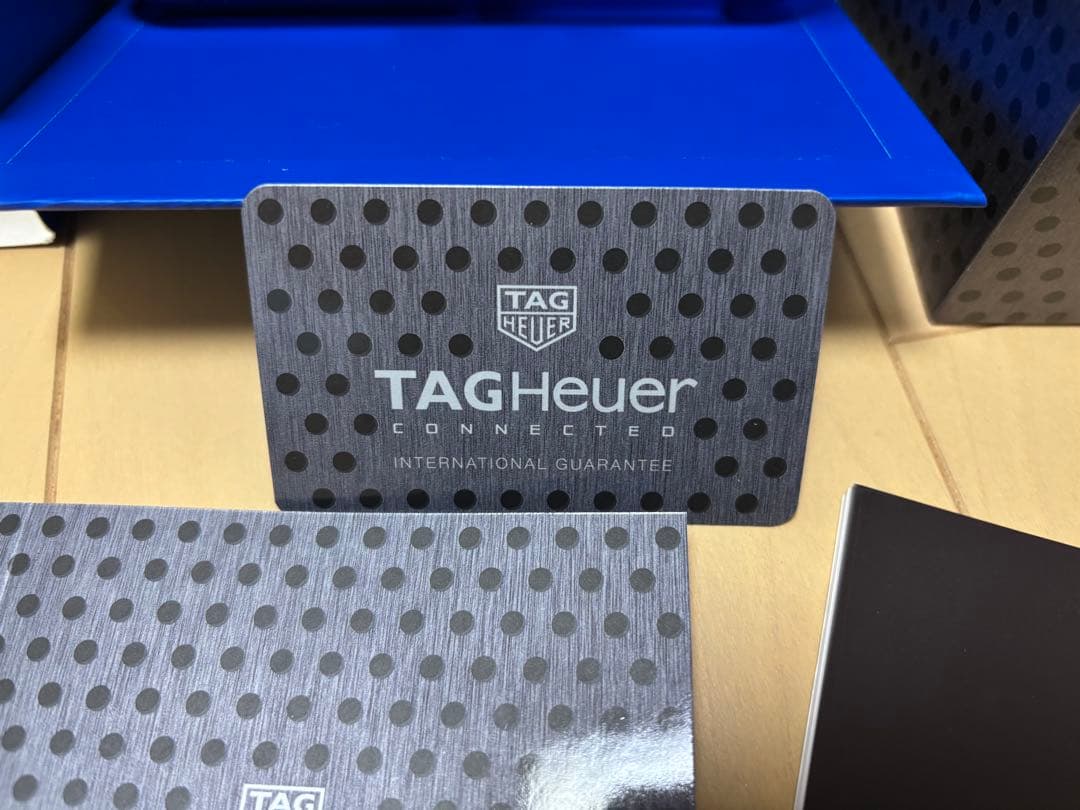 TAG
HEUER
TAGHeuer
CONNECTED
INTERNATIONAL GUARANTEE
TAG